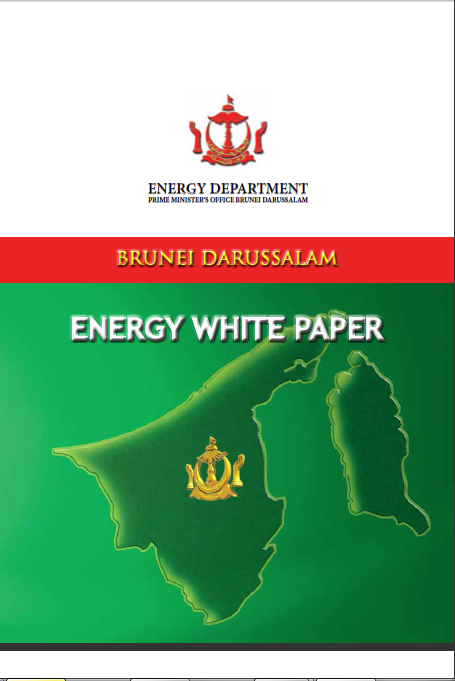 ENERGY DEPARTMENT
PRIME MINISTER'S OFFICE BRUNEI DARUSSALAM
BRUNEI DARUSSALAM
ENERGY WHITE PAPER